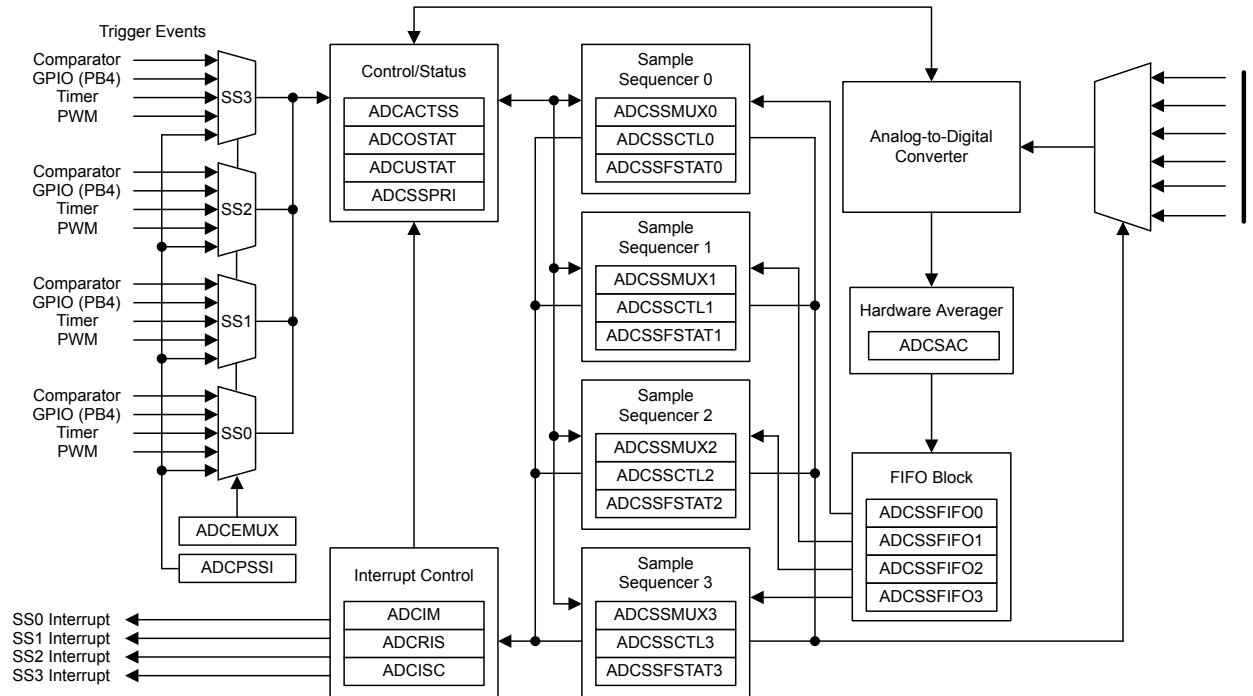 Trigger Events
Comparator
GPIO (PB4)
Timer
PWM
SS3
Comparator
GPIO (PB4)
Timer
PWM
SS2
Comparator
GPIO (PB4)
Timer
PWM
SS1
Comparator
GPIO (PB4)
Timer
PWM
SS0
ADCEMUX
ADCPSSI
SS0 Interrupt
SS1 Interrupt
SS2 Interrupt
SS3 Interrupt
Control/Status
ADCACTSS
ADCOSTAT
ADCUSTAT
ADCSSPRI
Interrupt Control
ADCIM
ADCRIS
ADCISC
Sample
Sequencer 0
ADCSSMUX0
ADCSSCTL0
ADCSSFSTAT0
Sample
Sequencer 1
ADCSSMUX1
ADCSSCTL1
ADCSSFSTAT1
Sample
Sequencer 2
ADCSSMUX2
ADCSSCTL2
ADCSSFSTAT2
Sample
Sequencer 3
ADCSSMUX3
ADCSSCTL3
ADCSSFSTAT3
Analog-to-Digital
Converter
Hardware Averager
ADCSAC
FIFO Block
ADCSSFIFO0
ADCSSFIFO1
ADCSSFIFO2
ADCSSFIFO3